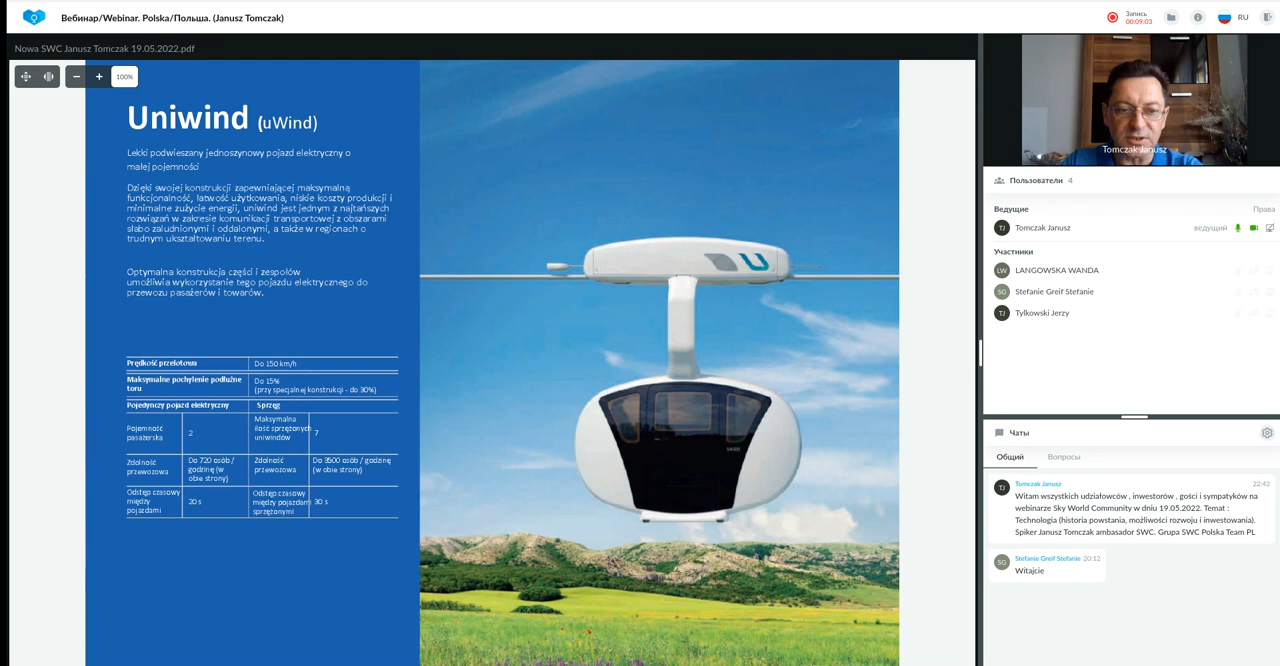 Вебинар/Webinar. Polska/Польша. (Janusz Tomczak)
Запись
00:09:03
RU
Nowa SWC Janusz Tomczak 19.05.2022.pdf
100%
Uniwind (uWind)
Lekki podwieszany jednoszynowy pojazd elektryczny o
małej pojemności
Dzięki swojej konstrukcji zapewniającej maksymalną
funkcjonalność, łatwość użytkowania, niskie koszty produkcji i
minimalne zużycie energii, uniwind jest jednym z najtańszych
rozwiązań w zakresie komunikacji transportowej z obszarami
słabo zaludnionymi i oddalonymi, a także w regionach o
trudnym ukształtowaniu terenu.
Optymalna konstrukcja części i zespołów
umożliwia wykorzystanie tego pojazdu elektrycznego do
przewozu pasażerów i towarów.
Prędkość przelotowa
Do 150 km/h
Maksymalne pochylenie podłużne
toru
Do 15%
(przy specjalnej konstrukcji - do 30%)
Pojedynczy pojazd elektryczny
Sprzęg
Pojemność
pasażerska
2
Maksymalna
ilość sprzężonych
uniwindów
7
Zdolność
przewozowa
Do 720 osób /
godzinę (w
obie strony)
Zdolność
przewozowa
Do 3500 osób / godzinę
(w obie strony)
Odstęp czasowy
między
pojazdami
20 s
Odstęp czasowy
między pojazdami
sprzężonymi
30 s
Tomczak Janusz
Пользователи 4
Ведущие
Права
TJ
Tomczak Janusz
ведущий
Участники
LW
LANGOWSKA WANDA
SG
Stefanie Greif Stefanie
TJ
Tylkowski Jerzy
Чаты
Общий
Вопросы
TJ
Tomczak Janusz
22:42
Witam wszystkich udziałowców , inwestorów , gości i sympatyków na
webinarze Sky World Community w dniu 19.05.2022. Temat :
Technologia (historia powstania, możliwości rozwoju i inwestowania).
Spiker Janusz Tomczak ambasador SWC. Grupa SWC Polska Team PL
SG
Stefanie Greif Stefanie 20:12
Witajcie